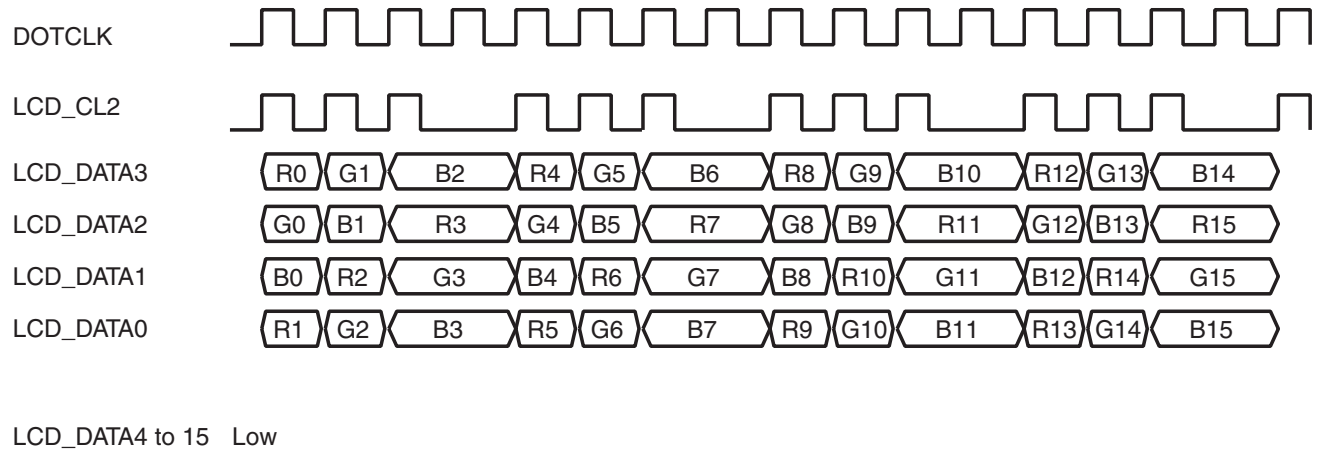 DOTCLK
LCD_CL2
LCD_DATA3 R0 G1 B2 R4 G5 B6 R8 G9 B10 R12 G13 B14
LCD_DATA2 G0 B1 R3 G4 B5 R7 G8 B9 R11 G12 B13 R15
LCD_DATA1 B0 R2 G3 B4 R6 G7 B8 R10 G11 B12 R14 G15
LCD_DATA0 R1 G2 B3 R5 G6 B7 R9 G10 B11 R13 G14 B15
LCD_DATA4 to 15 Low